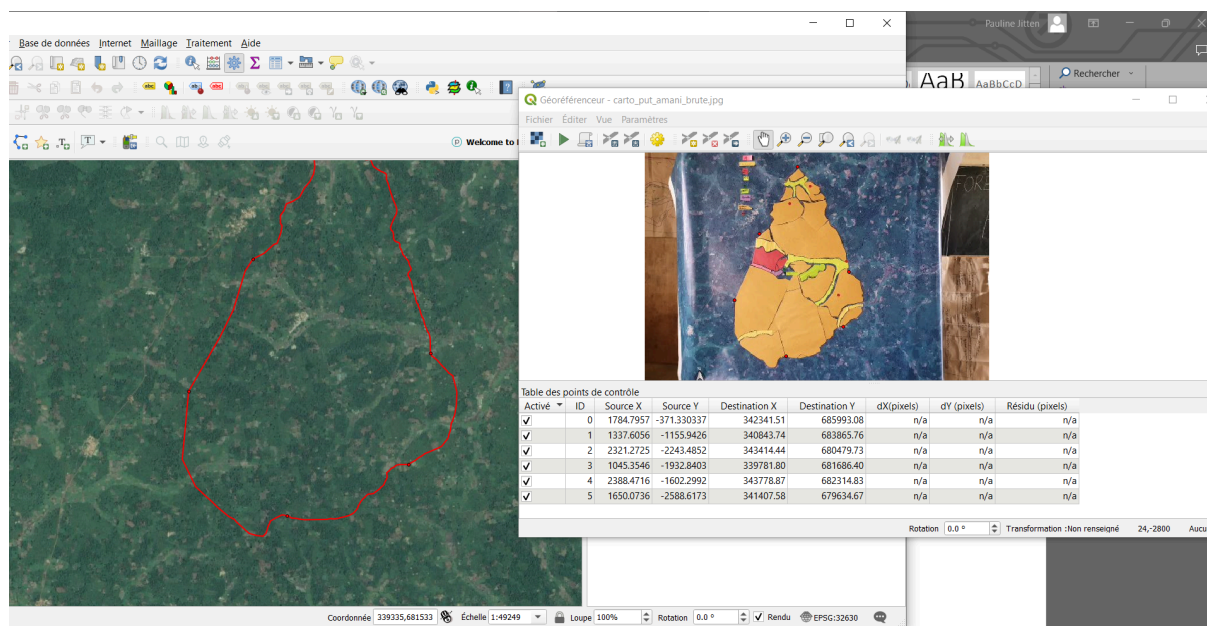 Pauline Jitten
Base de données Internet Maillage Traitement Aide
Rechercher
AaB AaBbCcD
abc abc abc
Géoréférenceur - carto_put_amani_brute.jpg
Fichier Éditer Vue Paramètres
T T
Welcome to
FORE
Table des points de contrôle
Activé ID Source X Source Y Destination X Destination Y dX(pixels) dY (pixels) Résidu (pixels)
0 1784.7957 -371.330337 342341.51 685993.08 n/a n/a n/a
1 1337.6056 -1155.9426 340843.74 683865.76 n/a n/a n/a
2 2321.2725 -2243.4852 343414.44 680479.73 n/a n/a n/a
3 1045.3546 -1932.8403 339781.80 681686.40 n/a n/a n/a
4 2388.4716 -1602.2992 343778.87 682314.83 n/a n/a n/a
5 1650.0736 -2588.6173 341407.58 679634.67 n/a n/a n/a
Rotation 0.0 ° Transformation :Non renseigné 24,-2800 Aucu
Coordonnée 339335,681533 Échelle 1:49249 Loupe 100% Rotation 0.0 ° Rendu EPSG:32630